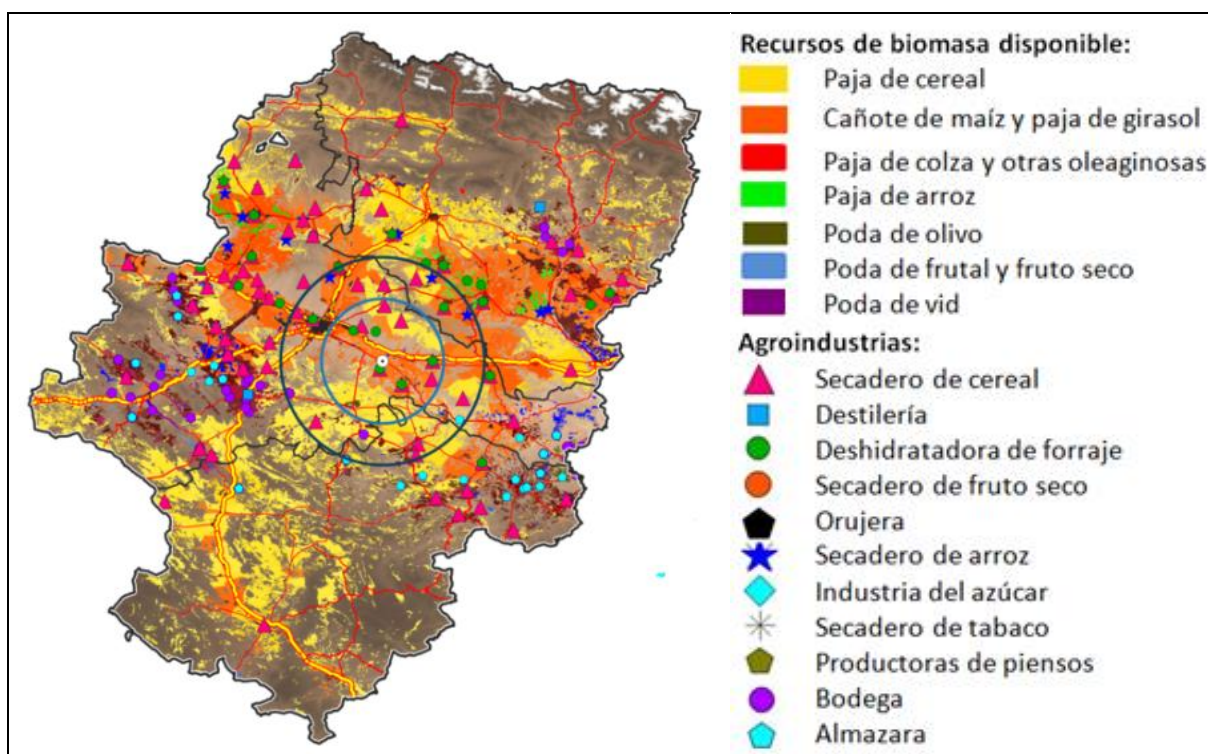 Recursos de biomasa disponible:
Paja de cereal
Cañote de maíz y paja de girasol
Paja de colza y otras oleaginosas
Paja de arroz
Poda de olivo
Poda de frutal y fruto seco
Poda de vid
Agroindustrias:
Secadero de cereal
Destilería
Deshidratadora de forraje
Secadero de fruto seco
Orujera
Secadero de arroz
Industria del azúcar
Secadero de tabaco
Productoras de piensos
Bodega
Almazara